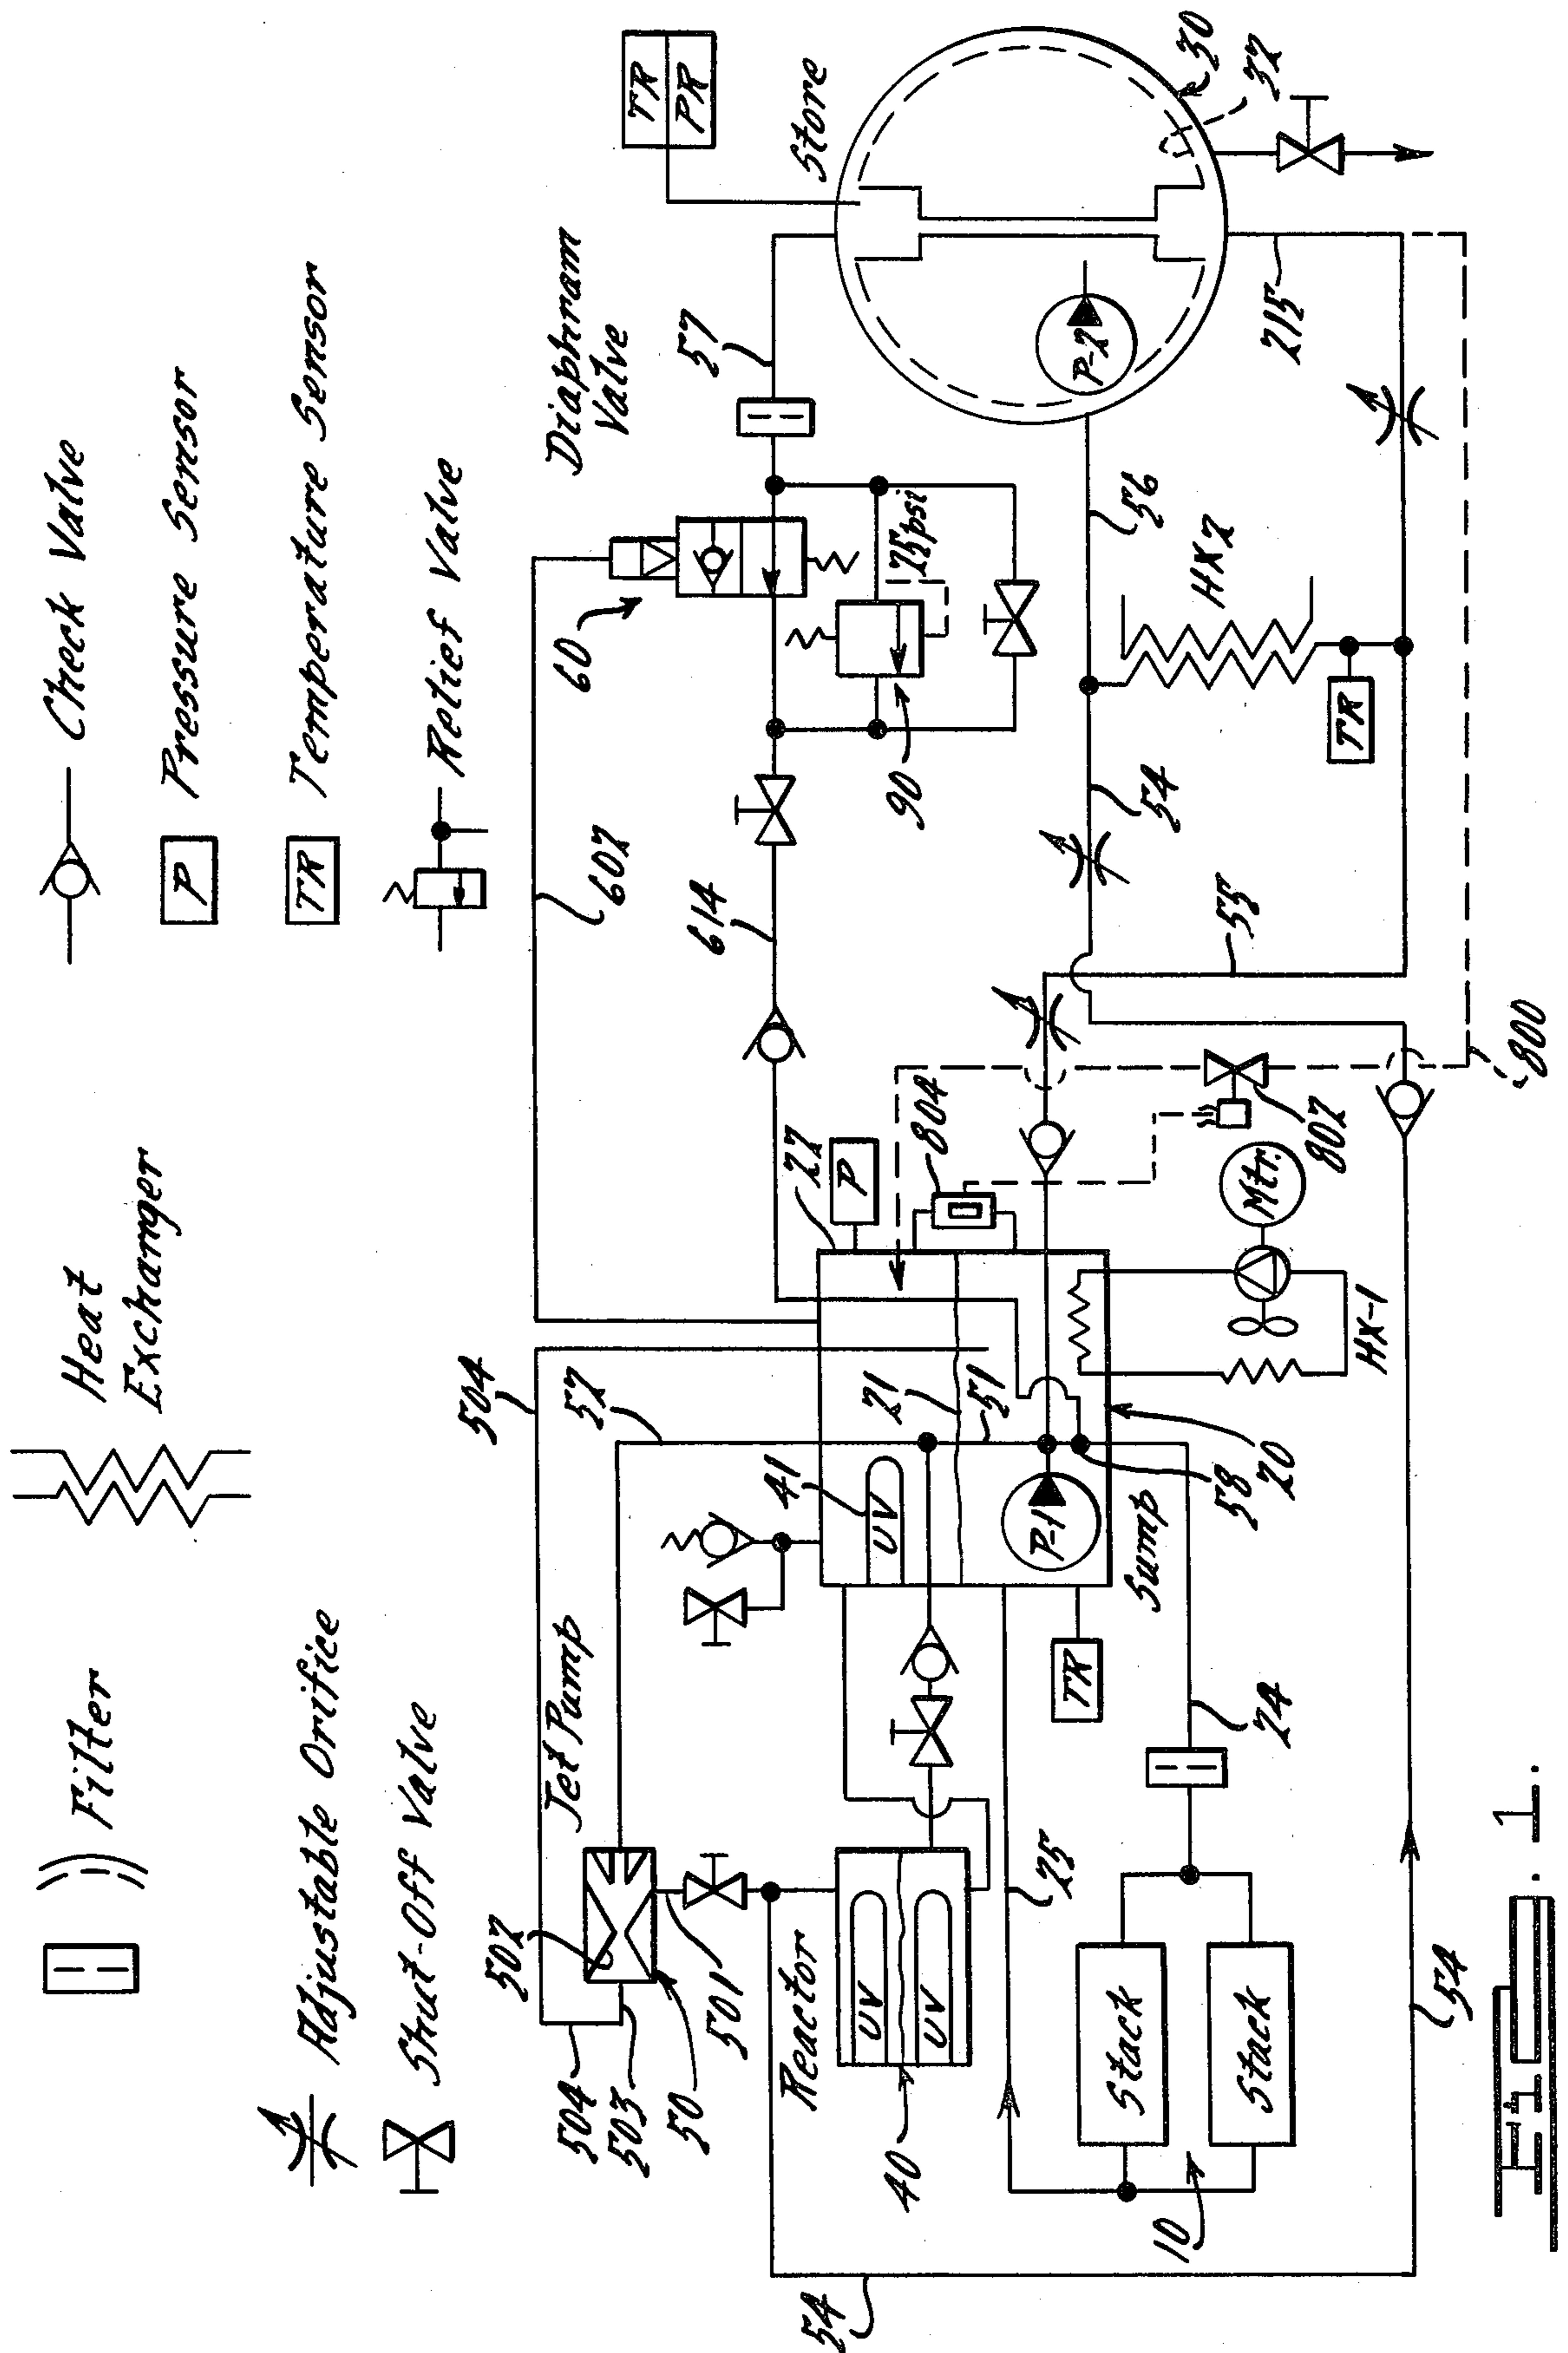 Filter
Heat
Exchanger
Check Valve
Adjustable Orifice
P
Pressure Sensor
Shut-Off Valve
TR
Temperature Sensor
Relief Valve
504
52
602
60
Diaphram
Valve
57
TR
PR
Store
502
504
503
50
501
Jet Pump
41
UV
22
P
614
90
25psi
Reactor
UV
UV
40
21
51
804
54
56
P-2
30
32
TR
P-1
Sump
58
20
HX-1
Mtr.
802
55
HX2
TR
215
25
24
10
Stack
Stack
54
54
800
Fig. 1.